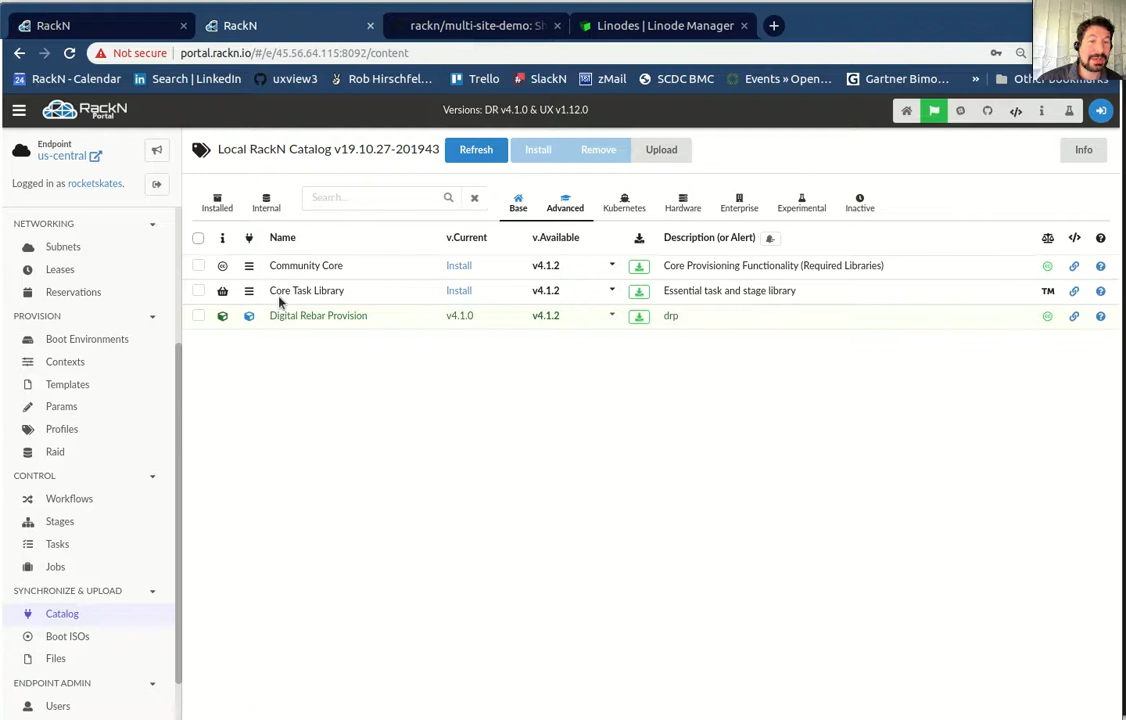 RackN
RackN
rackn/multi-site-demo: Sh
Linodes | Linode Manager
Not secure
portal.rackn.io/#/e/45.56.64.115:8092/content
24
RackN - Calendar
Search | LinkedIn
uxview3
Rob Hirschfel...
Trello
SlackN
zMail
SCDC BMC
Events » Open...
Gartner Bimo...
»
Other bookmarks
RackN
Portal
Versions: DR v4.1.0 & UX v1.12.0
Endpoint
us-central
Logged in as rocketskates.
NETWORKING
Subnets
Leases
Reservations
PROVISION
Boot Environments
Contexts
Templates
Params
Profiles
Raid
CONTROL
Workflows
Stages
Tasks
Jobs
SYNCHRONIZE & UPLOAD
Catalog
Boot ISOs
Files
ENDPOINT ADMIN
Users
Local RackN Catalog v19.10.27-201943
Refresh
Install
Remove
Upload
Info
Installed
Internal
Search...
Base
Advanced
Kubernetes
Hardware
Enterprise
Experimental
Inactive
Name v.Current v.Available Description (or Alert)
Community Core Install v4.1.2 Core Provisioning Functionality (Required Libraries)
Core Task Library Install v4.1.2 Essential task and stage library TM
Digital Rebar Provision v4.1.0 v4.1.2 drp